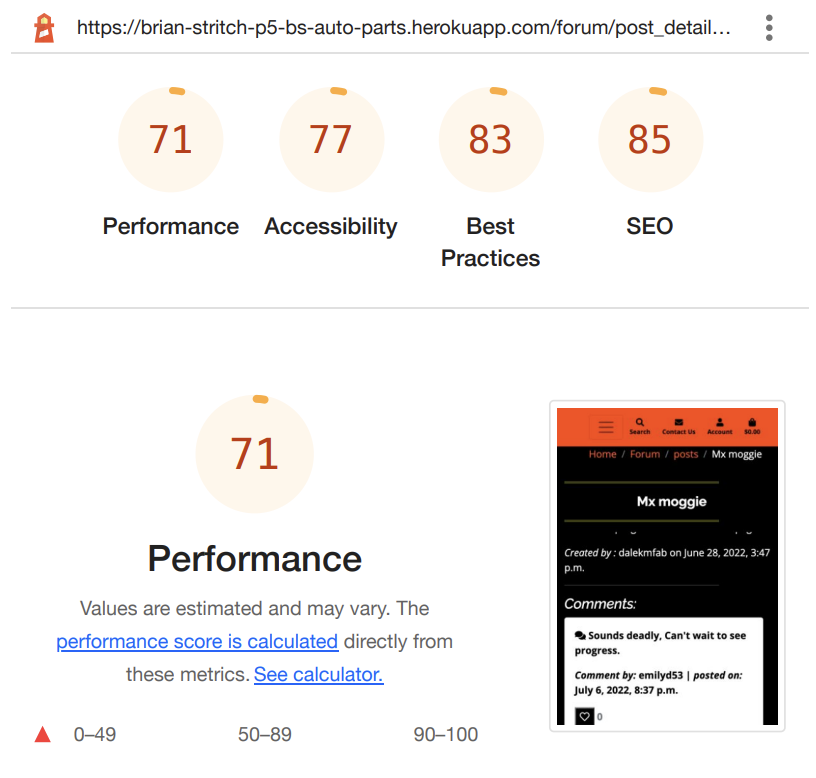 https://brian-stritch-p5-bs-auto-parts.herokuapp.com/forum/post_detail...
71 77 83 85
Performance Accessibility Best Practices SEO
71
Performance
Values are estimated and may vary. The
performance score is calculated directly from
these metrics. See calculator.
0–49 50–89 90–100
Search Contact Us Account $0.00
Home / Forum / posts / Mx moggie
Mx moggie
Created by : dalekmfab on June 28, 2022, 3:47
p.m.
Comments:
Sounds deadly, Can't wait to see
progress.
Comment by: emilyd53 | posted on:
July 6, 2022, 8:37 p.m.
0